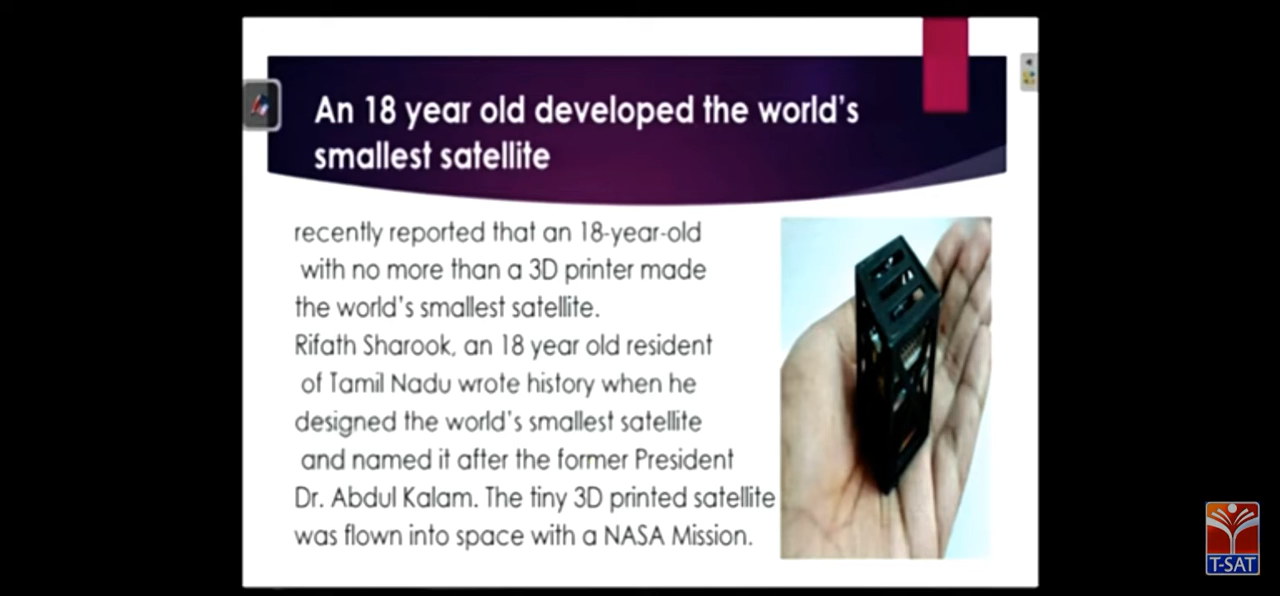 An 18 year old developed the world's
smallest satellite
recently reported that an 18-year-old
with no more than a 3D printer made
the world's smallest satellite.
Rifath Sharook, an 18 year old resident
of Tamil Nadu wrote history when he
designed the world's smallest satellite
and named it after the former President
Dr. Abdul Kalam. The tiny 3D printed satellite
was flown into space with a NASA Mission.
T-SAT